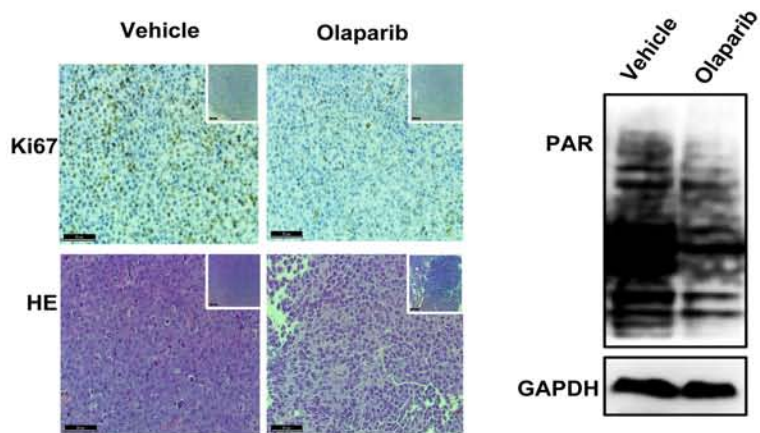 Vehicle
Olaparib
Ki67
HE
Vehicle
Olaparib
PAR
GAPDH